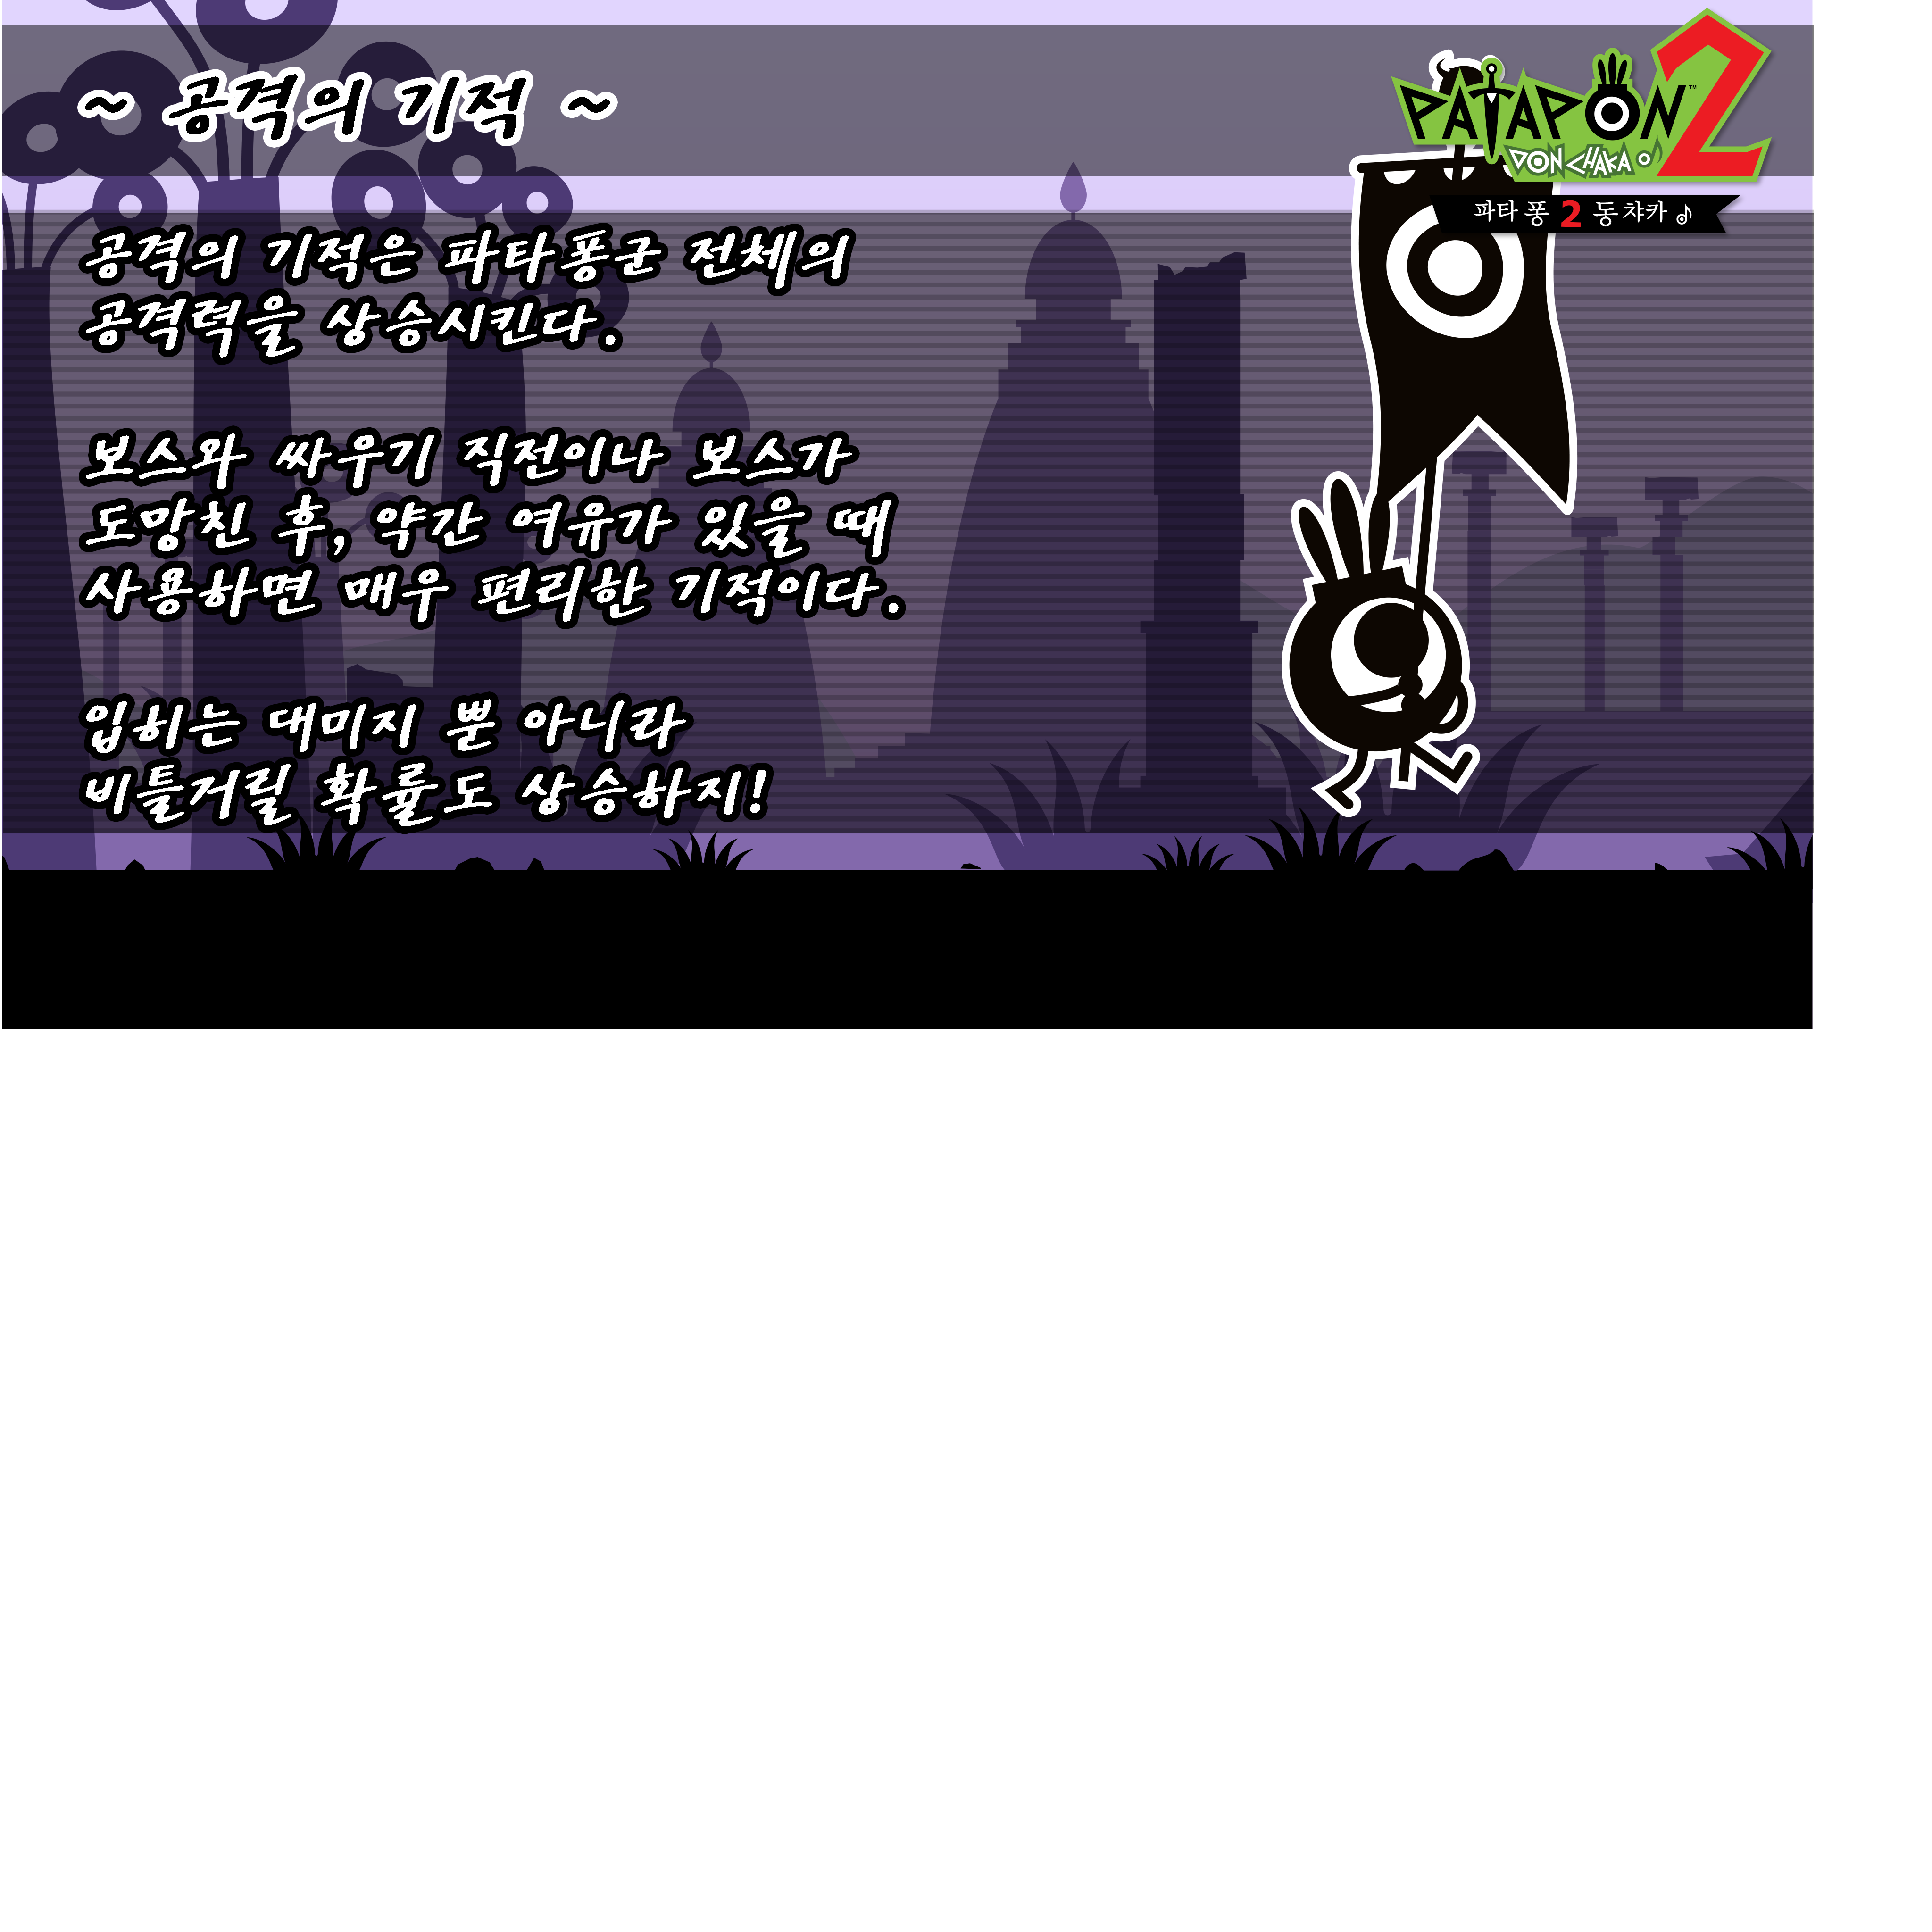 ~ 공격의 기적 ~
PATAPON 2
DON CHAKA♪
파타퐁 2 동챠카 ♪
공격의 기적은 파타퐁군 전체의
공격력을 상승시킨다.
보스와 싸우기 직전이나 보스가
도망친 후, 약간 여유가 있을 때
사용하면 매우 편리한 기적이다.
입히는 대미지 뿐 아니라
비틀거릴 확률도 상승하지!